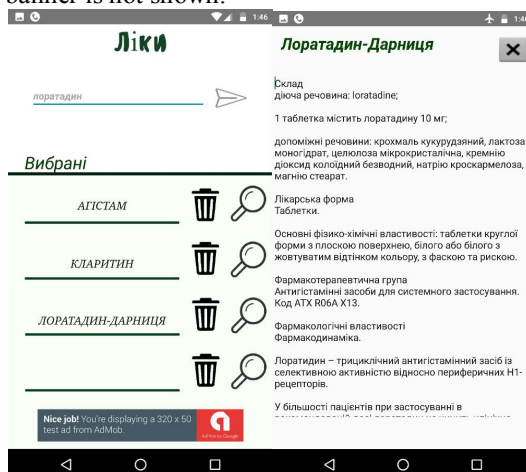 banner is not shown.
1:46
Ліки
лоратадин
Вибрані
АГІСТАМ
КЛАРИТИН
ЛОРАТАДИН-ДАРНИЦЯ
Nice job! You're displaying a 320 x 50
test ad from AdMob.
AdMob by Google
1:46
Лоратадин-Дарниця
Склад
діюча речовина: loratadine;
1 таблетка містить лоратадину 10 мг;
допоміжні речовини: крохмаль кукурудзяний, лактоза
моногідрат, целюлоза мікрокристалічна, кремнію
діоксид колоїдний безводний, натрію кроскармелоза,
магнію стеарат.
Лікарська форма
Таблетки.
Основні фізико-хімічні властивості: таблетки круглої
форми з плоскою поверхнею, білого або білого з
жовтуватим відтінком кольору, з фаскою та рискою.
Фармакотерапевтична група
Антигістамінні засоби для системного застосування.
Код АТХ R06A X13.
Фармакологічні властивості
Фармакодинаміка.
Лоратидин – трициклічний антигістамінний засіб із
селективною активністю відносно периферичних H1-
рецепторів.
У більшості пацієнтів при застосуванні в